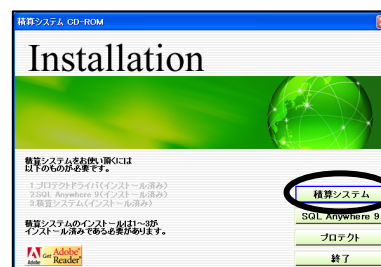 積算システム CD-ROM
Installation
積算システムをお使い頂くには
以下のものが必要です。
1.プロテクトドライバ(インストール済み)
2.SQL Anywhere 9(インストール済み)
3.積算システム(インストール済み)
積算システムのインストールは1~3が
インストール済みである必要があります。
積算システム
SQL Anywhere 9
プロテクト
終了
Adobe
Get Adobe
Reader